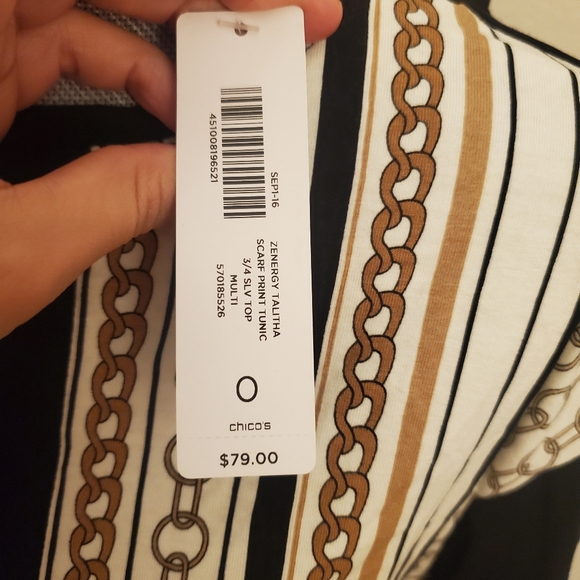 451008196521
SEP1-16
ZENERGY TALITHA
SCARF PRINT TUNIC
3/4 SLV TOP
MULTI
570185526
0
chico's
$79.00